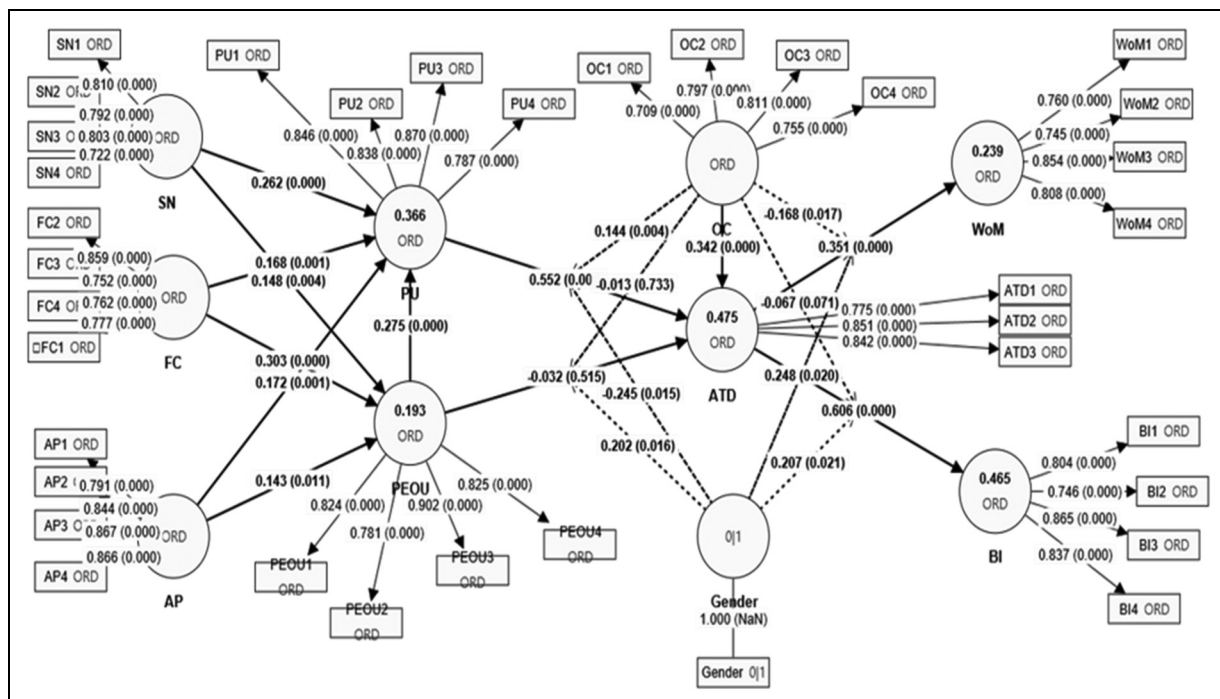 SN1 ORD
SN2
0.810 (0.000)
0.792 (0.000)
SN3
0.803 (0.000)
0.722 (0.000)
SN4 ORD
ORD
SN
FC2 ORD
FC3
0.859 (0.000)
0.752 (0.000)
FC4
0.762 (0.000)
0.777 (0.000)
□FC1 ORD
ORD
FC
AP1 ORD
AP2
0.791 (0.000)
0.844 (0.000)
AP3
0.867 (0.000)
0.866 (0.000)
AP4 ORD
ORD
AP
PU1 ORD
PU2 ORD
PU3 ORD
PU4 ORD
0.846 (0.000)
0.838 (0.000)
0.870 (0.000)
0.787 (0.000)
0.262 (0.000)
0.168 (0.001)
0.148 (0.004)
0.366
ORD
PU
0.275 (0.000)
0.303 (0.000)
0.172 (0.001)
0.143 (0.011)
0.193
ORD
PEOU
0.824 (0.000)
0.781 (0.000)
0.902 (0.000)
0.825 (0.000)
PEOU1
ORD
PEOU2
ORD
PEOU3
ORD
PEOU4
ORD
OC1 ORD
OC2 ORD
OC3 ORD
OC4 ORD
0.709 (0.000)
0.797
0.811 (0.000)
0.755 (0.000)
ORD
OC
0.144 (0.004)
0.342 (0.000)
-0.168 (0.017)
0.351 (0.000)
0.552
-0.013 (0.733)
-0.067 (0.071)
0.475
ORD
ATD
-0.032 (0.515)
-0.245 (0.015)
0.202 (0.016)
0.248 (0.020)
0.606 (0.000)
0.207 (0.021)
0|1
Gender
1.000 (NaN)
Gender 0|1
WoM1 ORD
WoM2 ORD
WoM3 ORD
WoM4 ORD
0.760 (0.000)
0.745 (0.000)
0.854 (0.000)
0.808 (0.000)
0.239
ORD
WoM
ATD1 ORD
ATD2 ORD
ATD3 ORD
0.775 (0.000)
0.851 (0.000)
0.842 (0.000)
0.465
ORD
BI
BI1 ORD
BI2 ORD
BI3 ORD
BI4 ORD
0.804 (0.000)
0.746 (0.000)
0.865 (0.000)
0.837 (0.000)